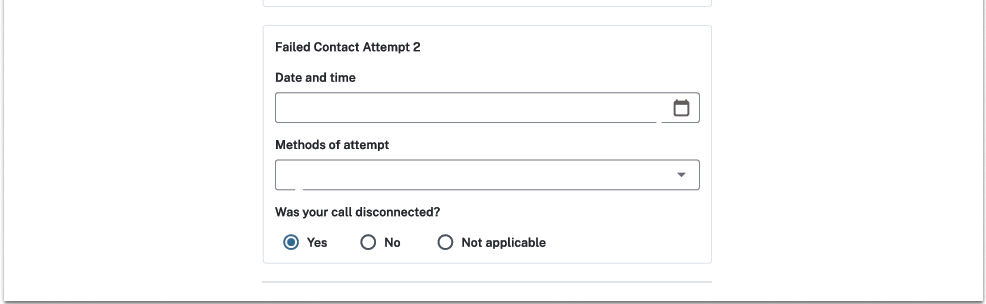 Failed Contact Attempt 2
Date and time
Methods of attempt
Was your call disconnected?
Yes No Not applicable